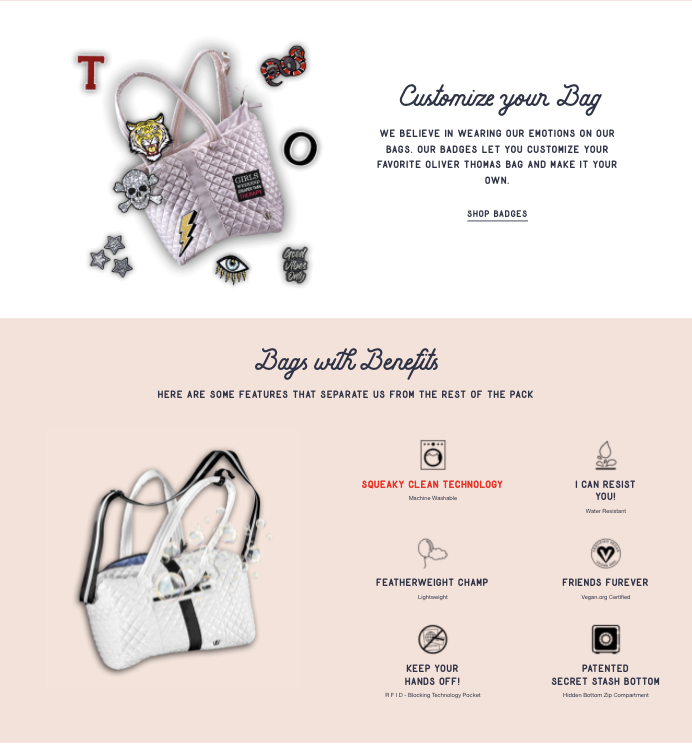 T
O
GIRLS
WEEKEND
CHEAPER THAN
THERAPY
Good
Vibes
Only
Customize your Bag
WE BELIEVE IN WEARING OUR EMOTIONS ON OUR
BAGS. OUR BADGES LET YOU CUSTOMIZE YOUR
FAVORITE OLIVER THOMAS BAG AND MAKE IT YOUR
OWN.
SHOP BADGES
Bags with Benefits
HERE ARE SOME FEATURES THAT SEPARATE US FROM THE REST OF THE PACK
SQUEAKY CLEAN TECHNOLOGY
Machine Washable
I CAN RESIST
YOU!
Water Resistant
FEATHERWEIGHT CHAMP
Lightweight
FRIENDS FUREVER
Vegan.org Certified
KEEP YOUR
HANDS OFF!
R F I D - Blocking Technology Pocket
PATENTED
SECRET STASH BOTTOM
Hidden Bottom Zip Compartment